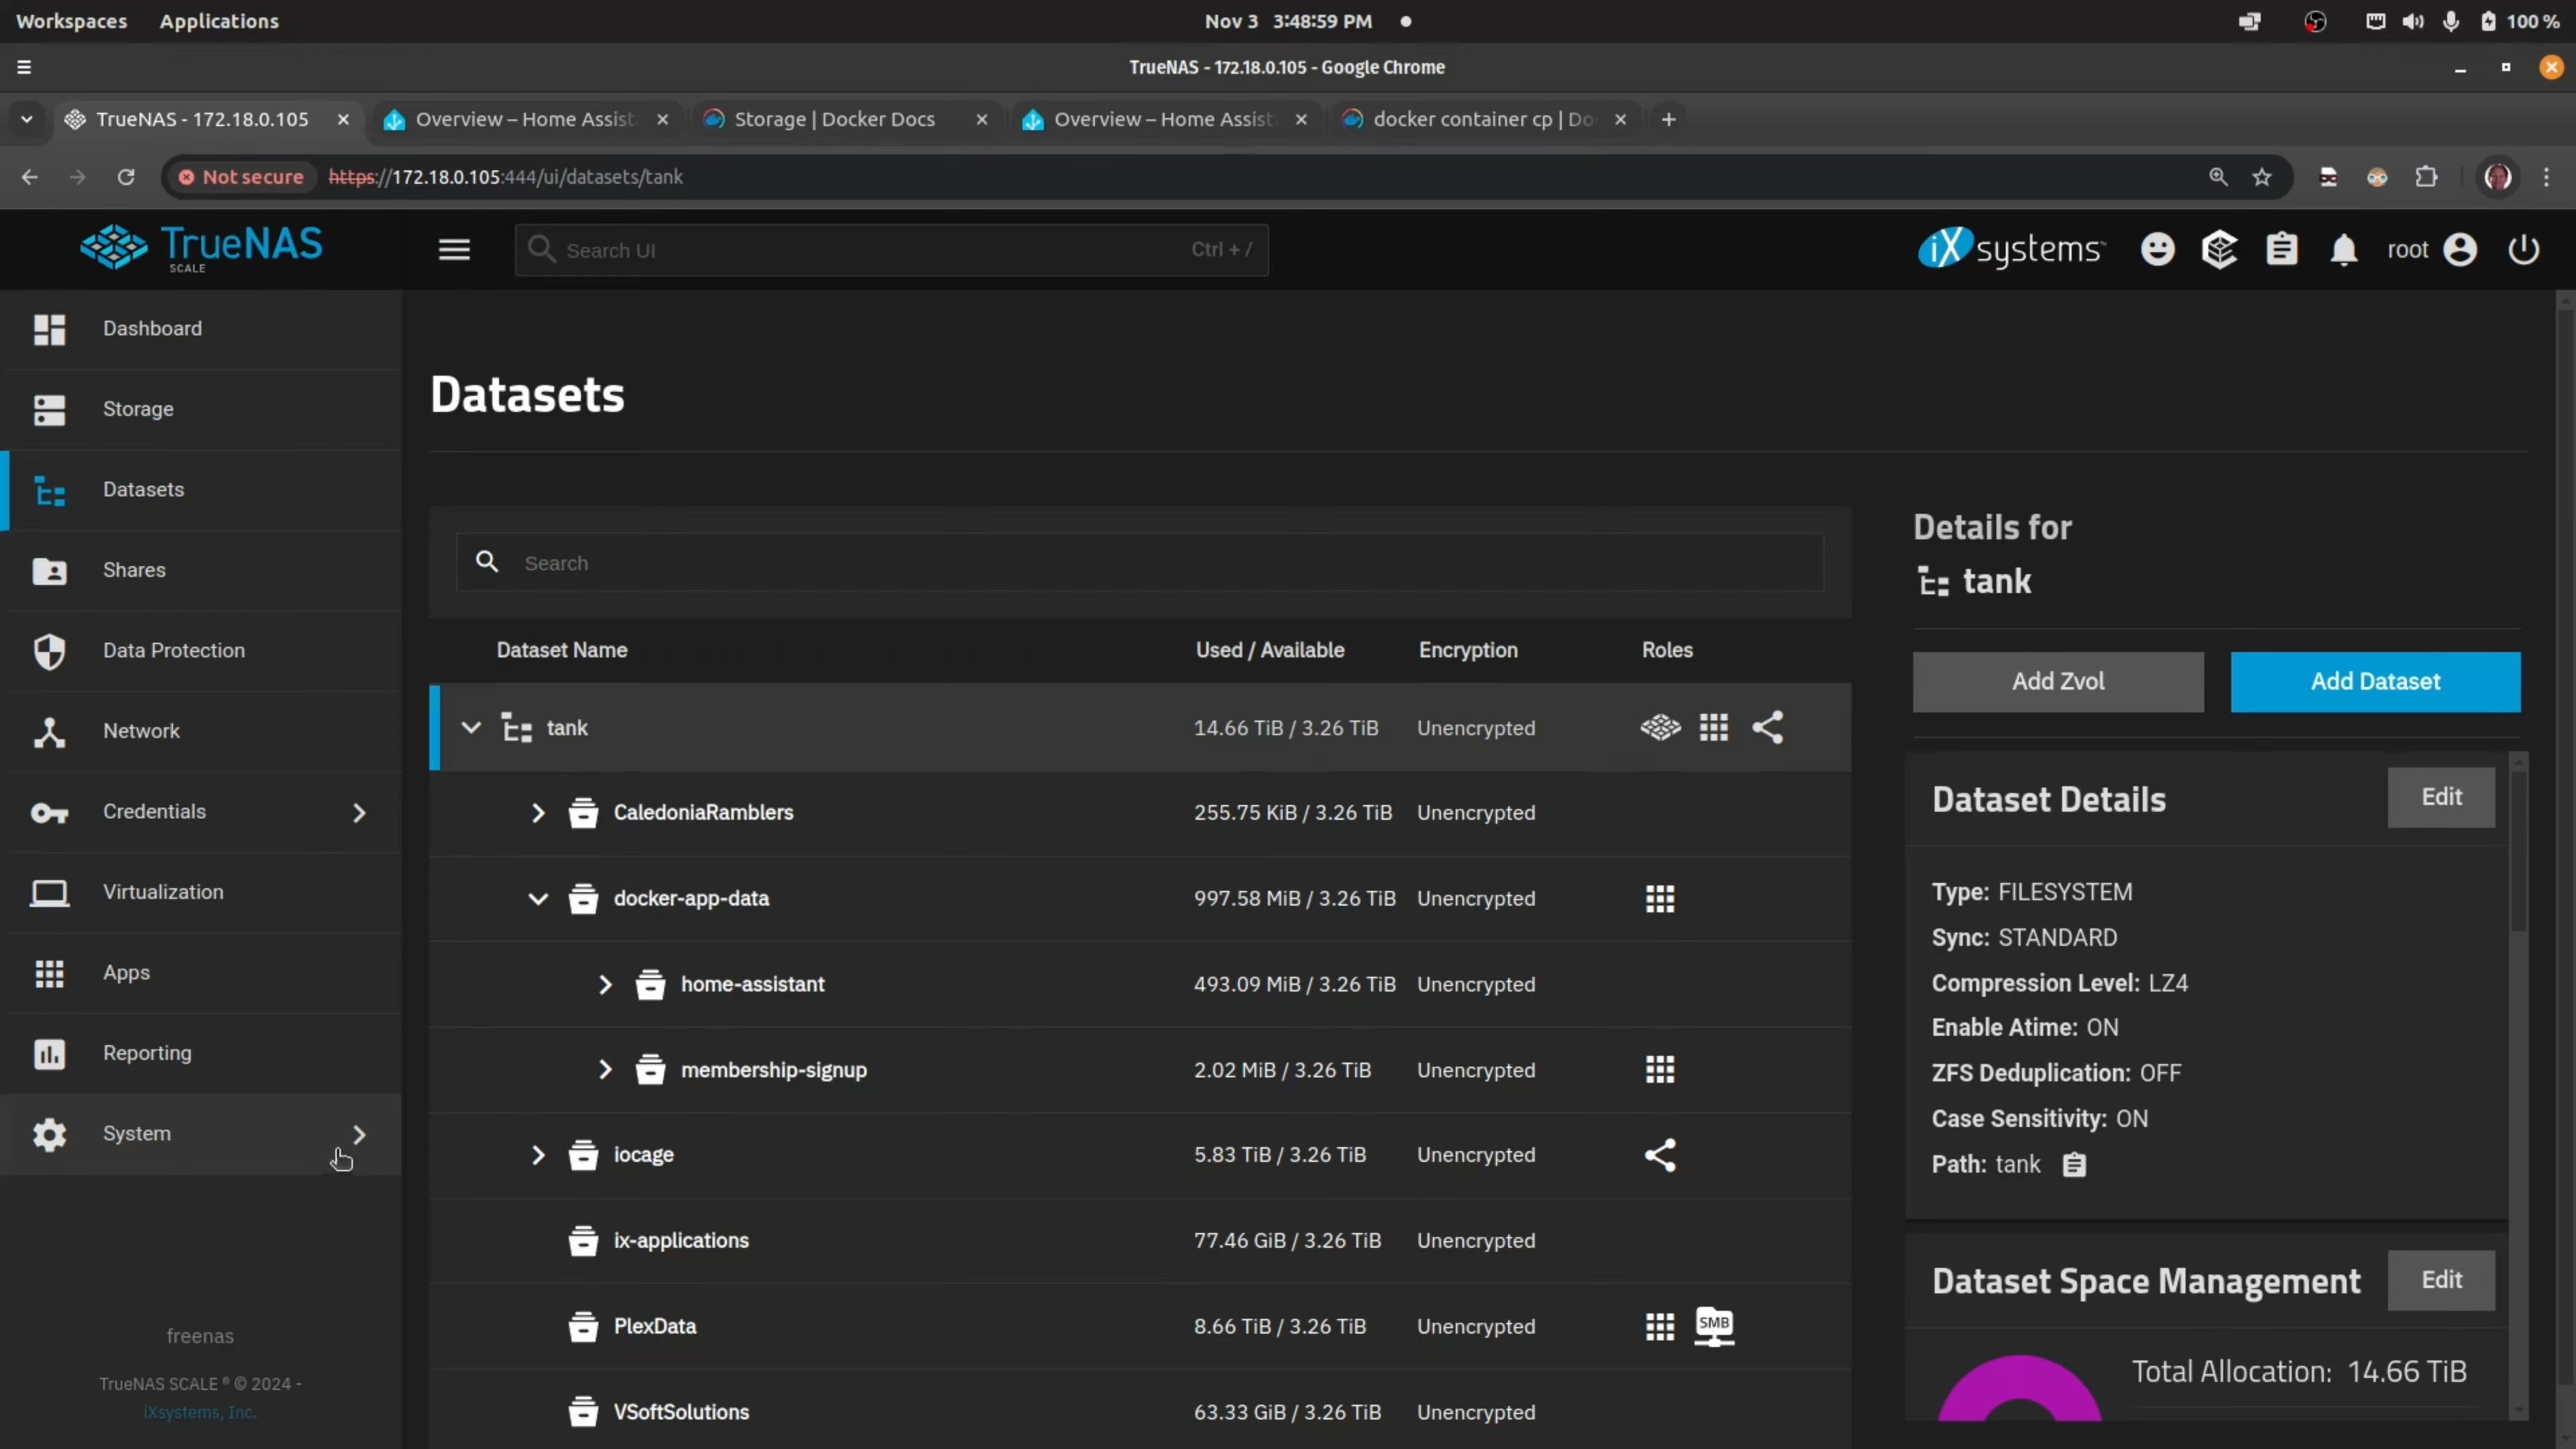 Workspaces Applications Nov 3 3:48:59 PM 100 %
TrueNAS - 172.18.0.105 - Google Chrome
TrueNAS - 172.18.0.105 Overview – Home Assist Storage | Docker Docs Overview – Home Assist docker container cp | Do
Not secure https://172.18.0.105:444/ui/datasets/tank
TrueNAS
SCALE
Search UI Ctrl + /
iX systems™
root
Dashboard
Storage
Datasets
Shares
Data Protection
Network
Credentials
Virtualization
Apps
Reporting
System
freenas
TrueNAS SCALE ® © 2024 -
iXsystems, Inc.
Datasets
Search
Dataset Name Used / Available Encryption Roles
tank 14.66 TiB / 3.26 TiB Unencrypted
CaledoniaRamblers 255.75 KiB / 3.26 TiB Unencrypted
docker-app-data 997.58 MiB / 3.26 TiB Unencrypted
home-assistant 493.09 MiB / 3.26 TiB Unencrypted
membership-signup 2.02 MiB / 3.26 TiB Unencrypted
iocage 5.83 TiB / 3.26 TiB Unencrypted
ix-applications 77.46 GiB / 3.26 TiB Unencrypted
PlexData 8.66 TiB / 3.26 TiB Unencrypted SMB
VSoftSolutions 63.33 GiB / 3.26 TiB Unencrypted
Details for
tank
Add Zvol Add Dataset
Dataset Details Edit
Type: FILESYSTEM
Sync: STANDARD
Compression Level: LZ4
Enable Atime: ON
ZFS Deduplication: OFF
Case Sensitivity: ON
Path: tank
Dataset Space Management Edit
Total Allocation: 14.66 TiB